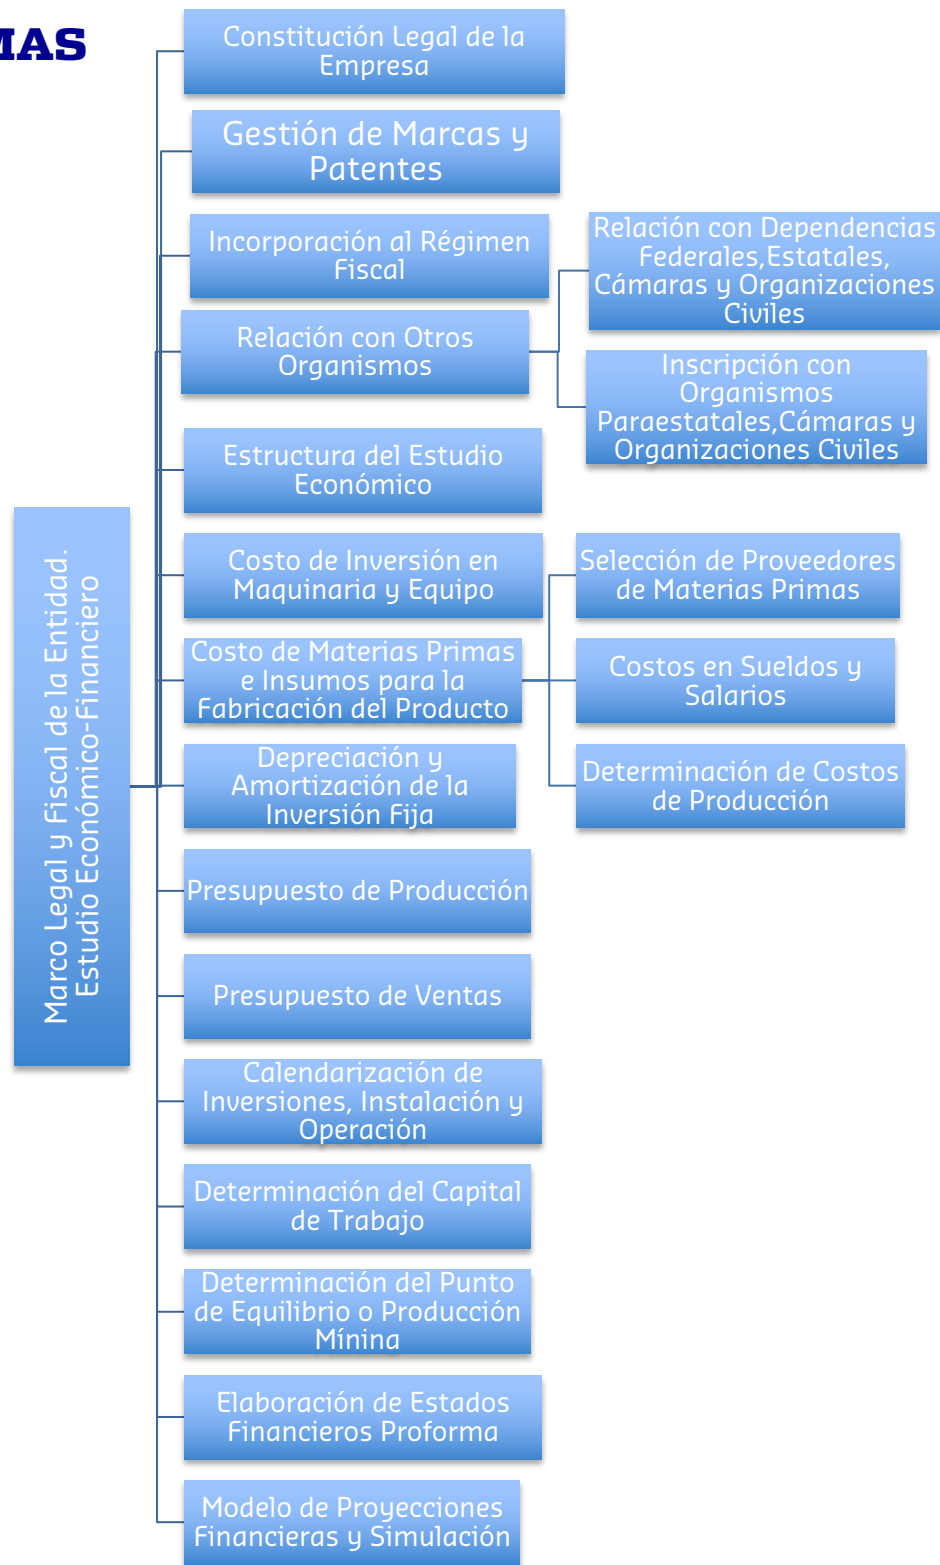 MAS
Constitución Legal de la
Empresa
Gestión de Marcas y
Patentes
Incorporación al Régimen
Fiscal
Relación con Otros
Organismos
Relación con Dependencias
Federales,Estatales,
Cámaras y Organizaciones
Civiles
Inscripción con
Organismos
Paraestatales,Cámaras y
Organizaciones Civiles
Estructura del Estudio
Económico
Marco Legal y Fiscal de la Entidad.
Estudio Económico-Financiero
Costo de Inversión en
Maquinaria y Equipo
Costo de Materias Primas
e Insumos para la
Fabricación del Producto
Selección de Proveedores
de Materias Primas
Costos en Sueldos y
Salarios
Determinación de Costos
de Producción
Depreciación y
Amortización de la
Inversión Fija
Presupuesto de Producción
Presupuesto de Ventas
Calendarización de
Inversiones, Instalación y
Operación
Determinación del Capital
de Trabajo
Determinación del Punto
de Equilibrio o Producción
Mínina
Elaboración de Estados
Financieros Proforma
Modelo de Proyecciones
Financieras y Simulación